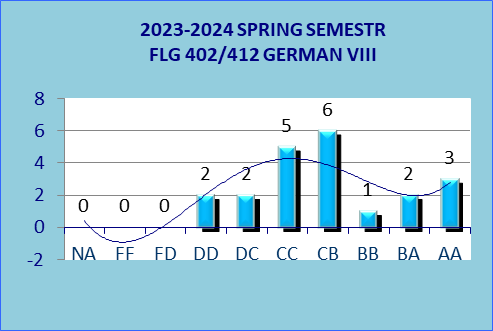 2023-2024 SPRING SEMESTR
FLG 402/412 GERMAN VIII
8
6
4
2
0
-2
0 0 0 2 2 5 6 1 2 3
NA FF FD DD DC CC CB BB BA AA